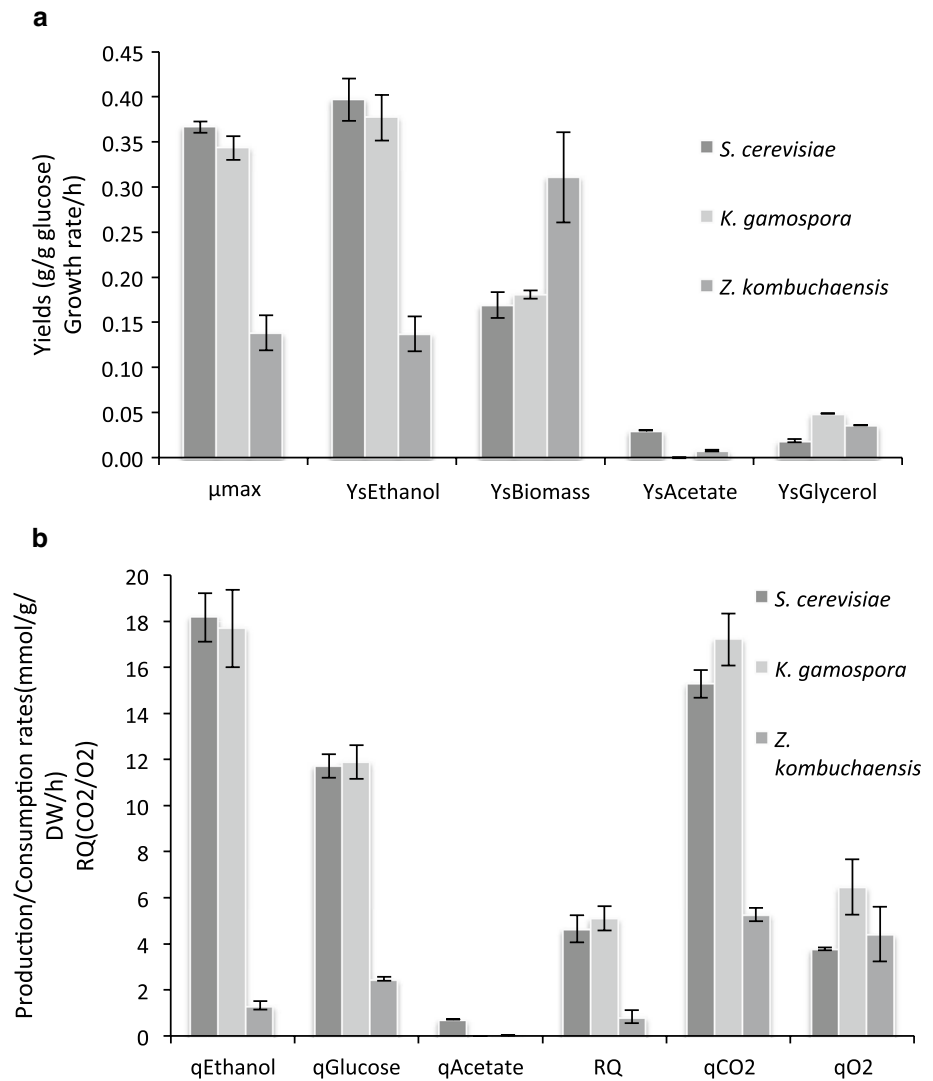 a
0.45
0.40
0.35
0.30
0.25
0.20
0.15
0.10
0.05
0.00
Yields (g/g glucose)
Growth rate/h)
S. cerevisiae
K. gamospora
Z. kombuchaensis
μmax YsEthanol YsBiomass YsAcetate YsGlycerol
b
20
18
16
14
12
10
8
6
4
2
0
Production/Consumption rates(mmol/g/
DW/h)
RQ(CO2/O2)
S. cerevisiae
K. gamospora
Z.
kombuchaensis
qEthanol qGlucose qAcetate RQ qCO2 qO2